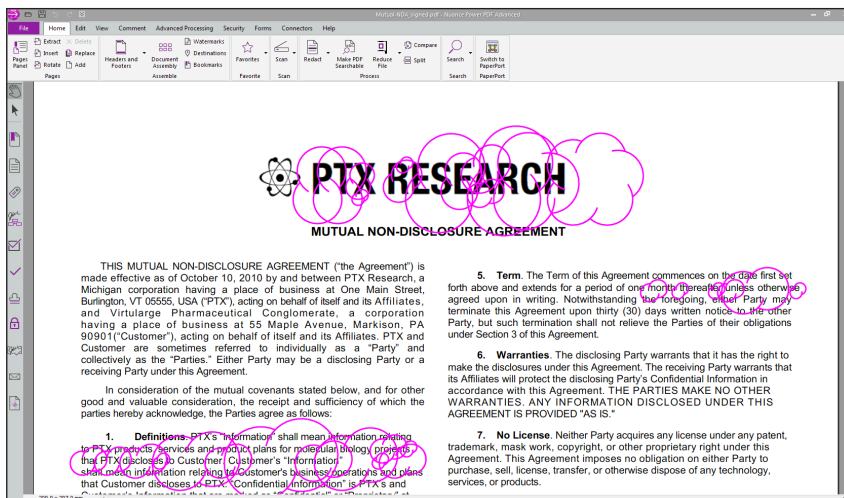 Mutual-NDA_signed.pdf - Nuance Power PDF Advanced
File Home Edit View Comment Advanced Processing Security Forms Connectors Help
Pages Panel
Extract Delete
Insert Replace
Rotate Add
Headers and Footers
Document Assembly
Watermarks
Destinations
Bookmarks
Favorites
Scan
Redact
Make PDF Searchable
Reduce File
Compare
Split
Search
Switch to PaperPort
Pages Assemble Favorite Scan Process Search PaperPort
PTX RESEARCH
MUTUAL NON-DISCLOSURE AGREEMENT
THIS MUTUAL NON-DISCLOSURE AGREEMENT ("the Agreement") is
made effective as of October 10, 2010 by and between PTX Research, a
Michigan corporation having a place of business at One Main Street,
Burlington, VT 05555, USA ("PTX"), acting on behalf of itself and its Affiliates,
and Virtularge Pharmaceutical Conglomerate, a corporation
having a place of business at 55 Maple Avenue, Markison, PA
90901("Customer"), acting on behalf of itself and its Affiliates. PTX and
Customer are sometimes referred to individually as a "Party" and
collectively as the "Parties." Either Party may be a disclosing Party or a
receiving Party under this Agreement.
In consideration of the mutual covenants stated below, and for other
good and valuable consideration, the receipt and sufficiency of which the
parties hereby acknowledge, the Parties agree as follows:
1. Definitions. PTX's "Information" shall mean information relating
to PTX products, services and product plans for molecular biology projects
that PTX discloses to Customer. Customer's "Information"
shall mean information relating to Customer's business operations and plans
that Customer discloses to PTX. "Confidential Information" is PTX's and
Customer's Information that are marked as "Confidential" or "Proprietary" at
5. Term. The Term of this Agreement commences on the date first set
forth above and extends for a period of one month thereafter unless otherwise
agreed upon in writing. Notwithstanding the foregoing, either Party may
terminate this Agreement upon thirty (30) days written notice to the other
Party, but such termination shall not relieve the Parties of their obligations
under Section 3 of this Agreement.
6. Warranties. The disclosing Party warrants that it has the right to
make the disclosures under this Agreement. The receiving Party warrants that
its Affiliates will protect the disclosing Party's Confidential Information in
accordance with this Agreement. THE PARTIES MAKE NO OTHER
WARRANTIES. ANY INFORMATION DISCLOSED UNDER THIS
AGREEMENT IS PROVIDED "AS IS."
7. No License. Neither Party acquires any license under any patent,
trademark, mask work, copyright, or other proprietary right under this
Agreement. This Agreement imposes no obligation on either Party to
purchase, sell, license, transfer, or otherwise dispose of any technology,
services, or products.